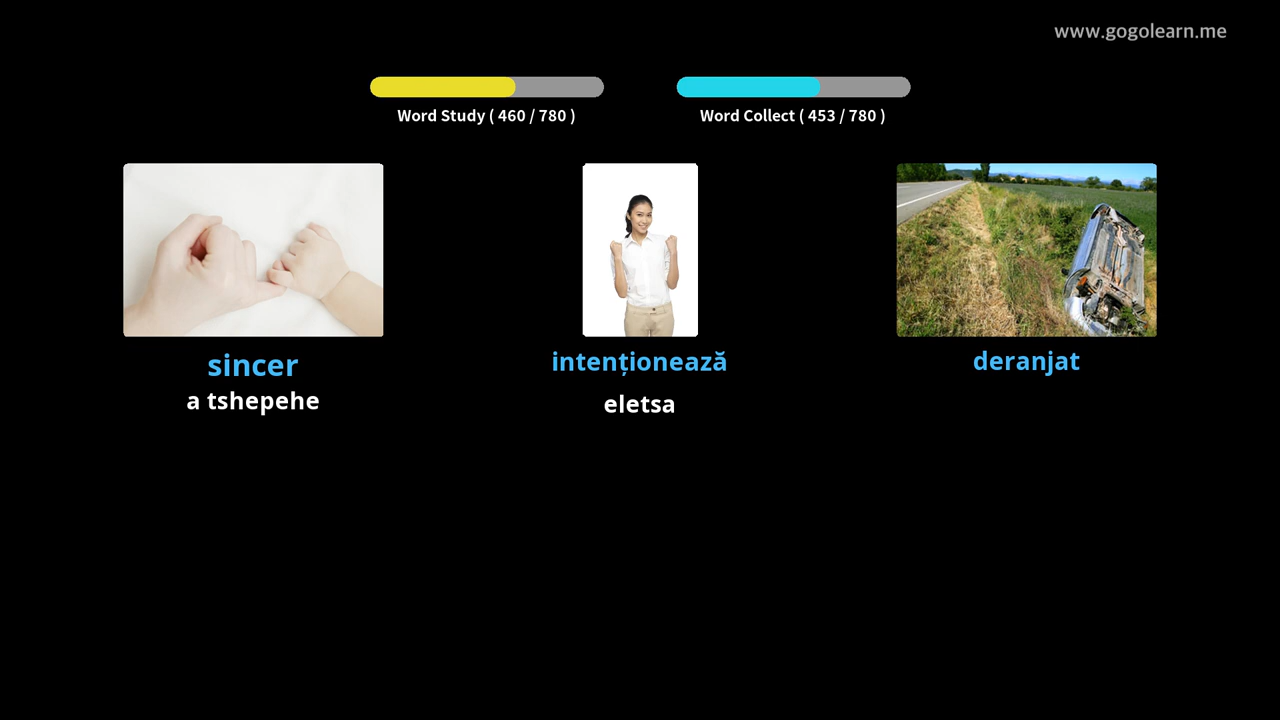 www.gogolearn.me
Word Study ( 460 / 780 )
Word Collect ( 453 / 780 )
sincer
a tshepehe
intenționează
eletsa
deranjat